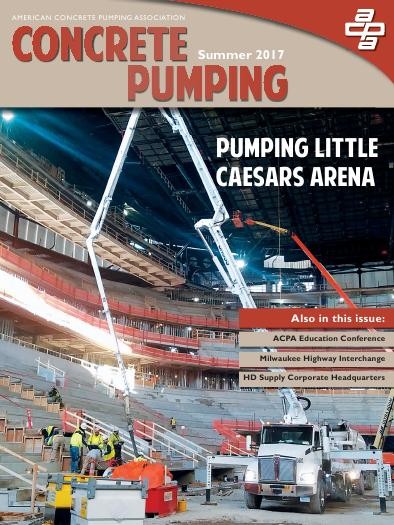 AMERICAN CONCRETE PUMPING ASSOCIATION
CONCRETE
Summer 2017
PUMPING
acpa
PUMPING LITTLE
CAESARS ARENA
Also in this issue:
ACPA Education Conference
Milwaukee Highway Interchange
HD Supply Corporate Headquarters